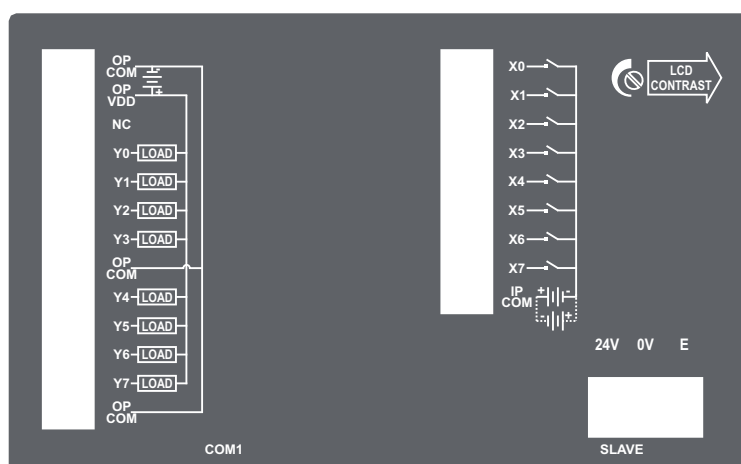 OP
COM
-
+
OP
VDD
NC
Y0 LOAD
Y1 LOAD
Y2 LOAD
Y3 LOAD
OP
COM
Y4 LOAD
Y5 LOAD
Y6 LOAD
Y7 LOAD
OP
COM
COM1
X0
X1
X2
X3
X4
X5
X6
X7
IP
COM
+ -
- +
LCD
CONTRAST
24V 0V E
SLAVE